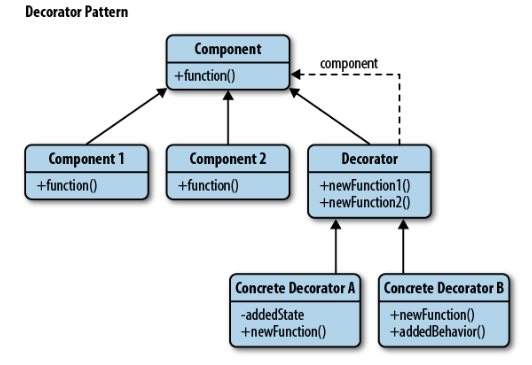 Decorator Pattern
Component
+function()
component
Component 1
+function()
Component 2
+function()
Decorator
+newFunction1()
+newFunction2()
Concrete Decorator A
-addedState
+newFunction()
Concrete Decorator B
+newFunction()
+addedBehavior()